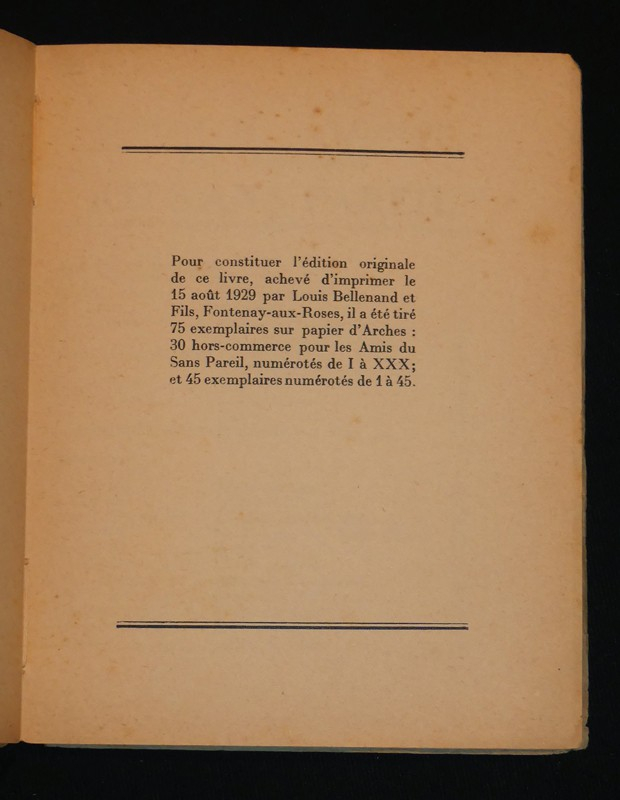 Pour constituer l'édition originale
de ce livre, achevé d'imprimer le
15 août 1929 par Louis Bellenand et
Fils, Fontenay-aux-Roses, il a été tiré
75 exemplaires sur papier d'Arches :
30 hors-commerce pour les Amis du
Sans Pareil, numérotés de I à XXX;
et 45 exemplaires numérotés de 1 à 45.